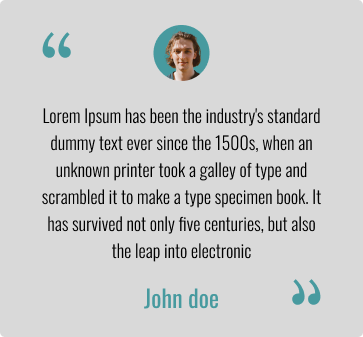 “
Lorem Ipsum has been the industry's standard
dummy text ever since the 1500s, when an
unknown printer took a galley of type and
scrambled it to make a type specimen book. It
has survived not only five centuries, but also
the leap into electronic
John doe
”